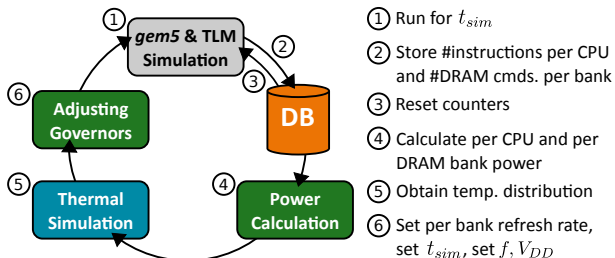 ① gem5 & TLM
Simulation
②
③
DB
⑥ Adjusting
Governors
⑤ Thermal
Simulation
④ Power
Calculation
① Run for t_sim
② Store #instructions per CPU
and #DRAM cmds. per bank
③ Reset counters
④ Calculate per CPU and per
DRAM bank power
⑤ Obtain temp. distribution
⑥ Set per bank refresh rate,
set t_sim, set f, V_DD